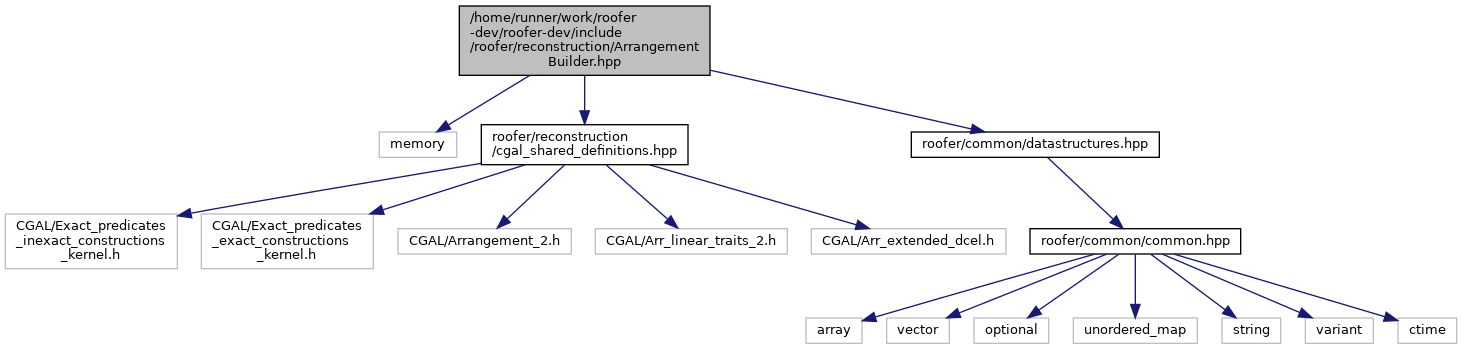 /home/runner/work/roofer
-dev/roofer-dev/include
/roofer/reconstruction/Arrangement
Builder.hpp
memory
roofer/reconstruction
/cgal_shared_definitions.hpp
roofer/common/datastructures.hpp
CGAL/Exact_predicates
_inexact_constructions
_kernel.h
CGAL/Exact_predicates
_exact_constructions
_kernel.h
CGAL/Arrangement_2.h
CGAL/Arr_linear_traits_2.h
CGAL/Arr_extended_dcel.h
roofer/common/common.hpp
array
vector
optional
unordered_map
string
variant
ctime